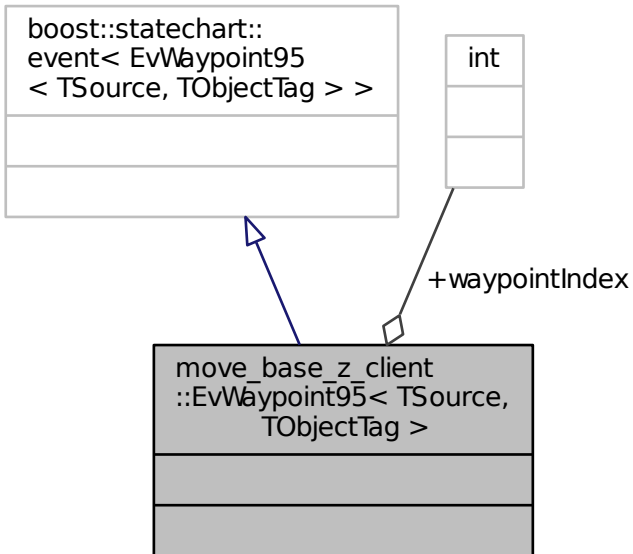 boost::statechart::
event< EvWaypoint95
< TSource, TObjectTag > >
int
+waypointIndex
move_base_z_client
::EvWaypoint95< TSource,
TObjectTag >